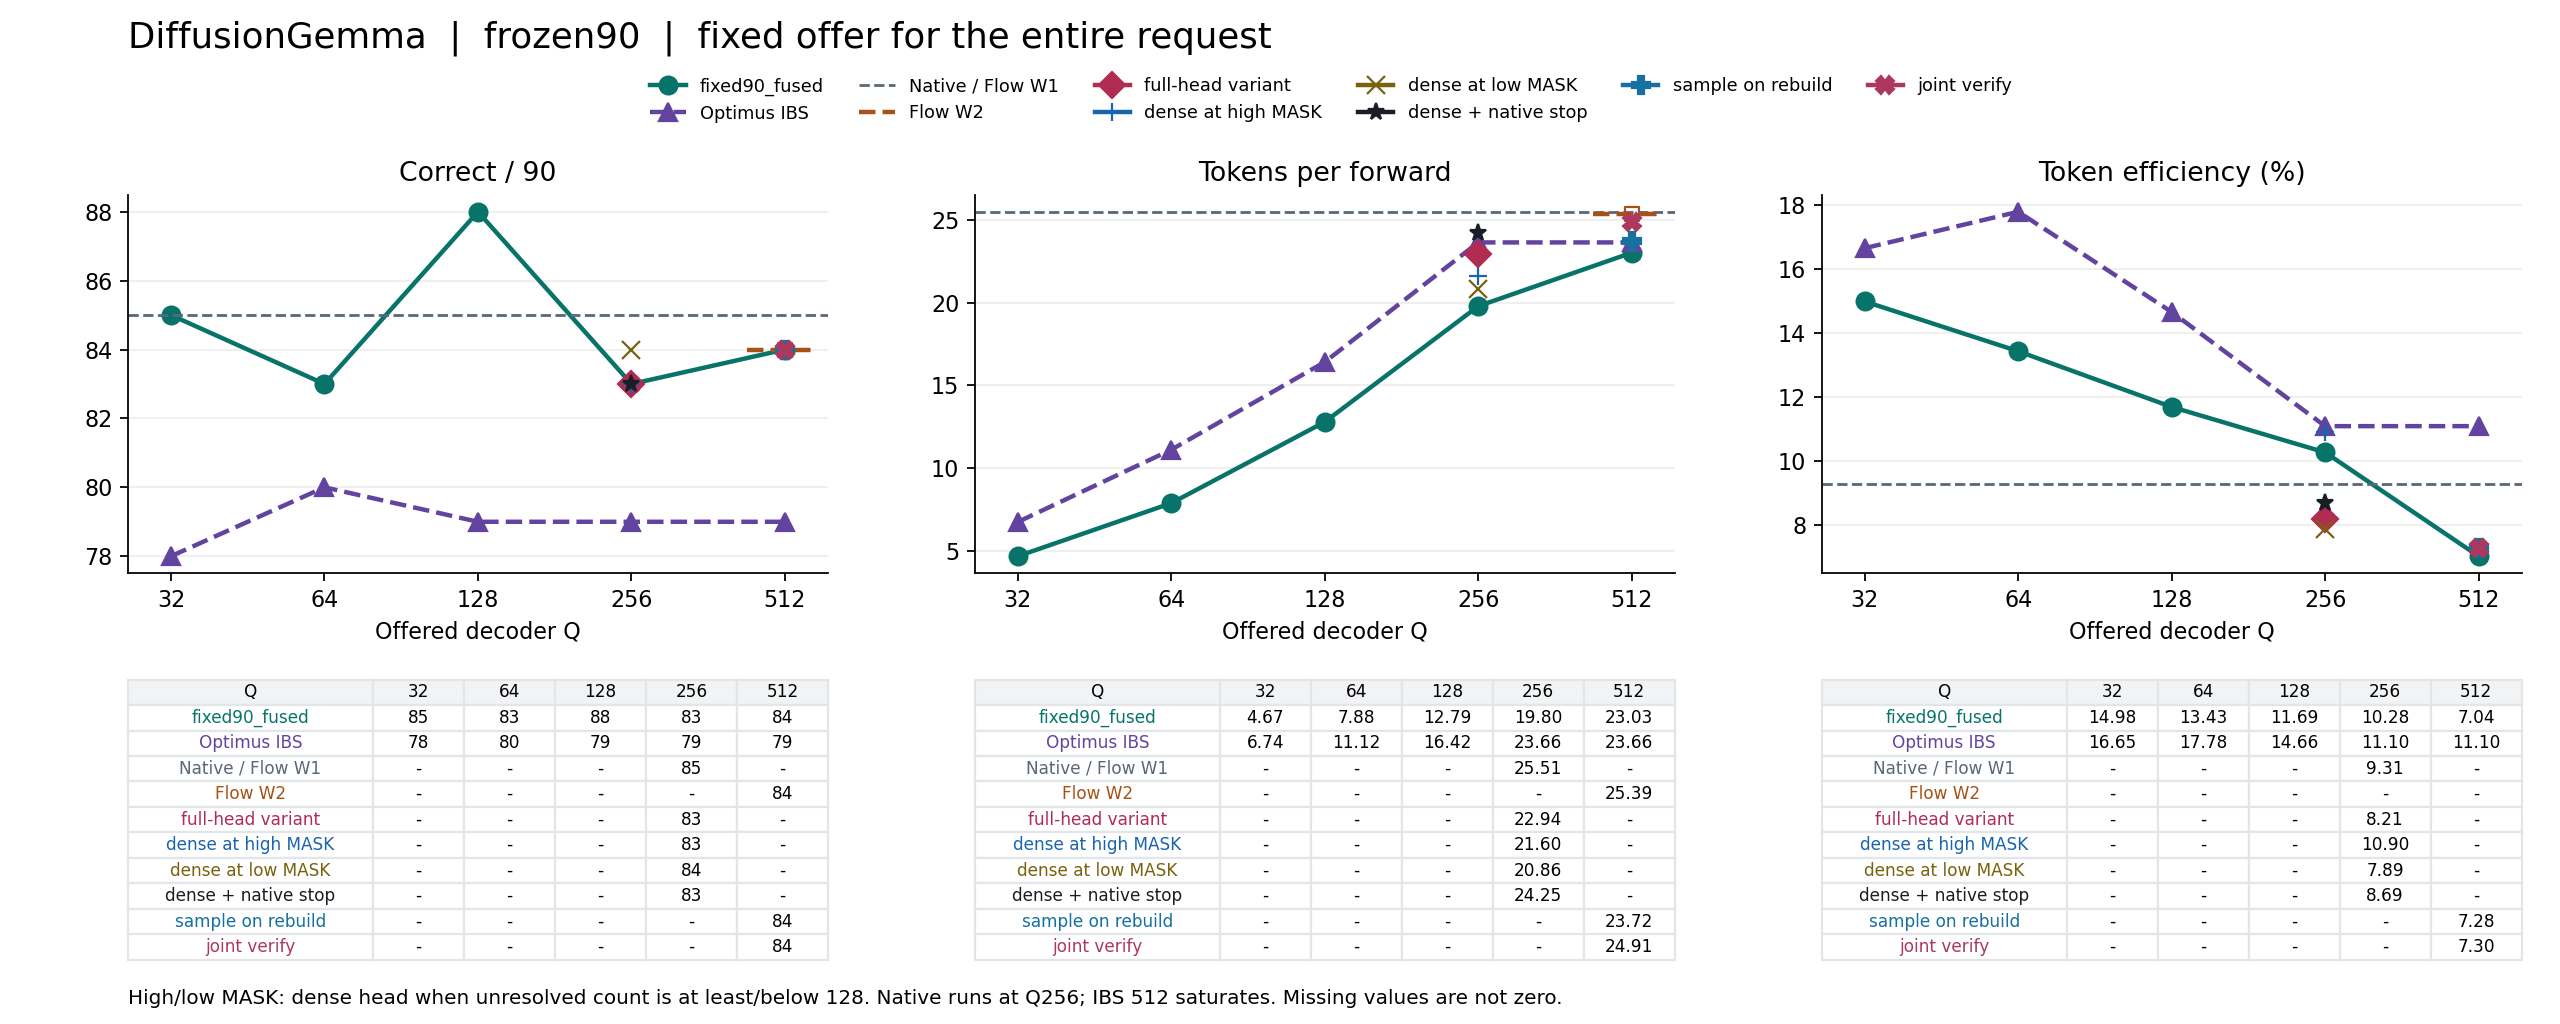 DiffusionGemma | frozen90 | fixed offer for the entire request
fixed90_fused Native / Flow W1 full-head variant dense at low MASK sample on rebuild joint verify
Optimus IBS Flow W2 dense at high MASK dense + native stop
Correct / 90
88
86
84
82
80
78
32 64 128 256 512
Offered decoder Q
Tokens per forward
25
20
15
10
5
32 64 128 256 512
Offered decoder Q
Token efficiency (%)
18
16
14
12
10
8
32 64 128 256 512
Offered decoder Q
Q 32 64 128 256 512
fixed90_fused 85 83 88 83 84
Optimus IBS 78 80 79 79 79
Native / Flow W1 - - - 85 -
Flow W2 - - - - 84
full-head variant - - - 83 -
dense at high MASK - - - 83 -
dense at low MASK - - - 84 -
dense + native stop - - - 83 -
sample on rebuild - - - - 84
joint verify - - - - 84
Q 32 64 128 256 512
fixed90_fused 4.67 7.88 12.79 19.80 23.03
Optimus IBS 6.74 11.12 16.42 23.66 23.66
Native / Flow W1 - - - 25.51 -
Flow W2 - - - - 25.39
full-head variant - - - 22.94 -
dense at high MASK - - - 21.60 -
dense at low MASK - - - 20.86 -
dense + native stop - - - 24.25 -
sample on rebuild - - - - 23.72
joint verify - - - - 24.91
Q 32 64 128 256 512
fixed90_fused 14.98 13.43 11.69 10.28 7.04
Optimus IBS 16.65 17.78 14.66 11.10 11.10
Native / Flow W1 - - - 9.31 -
Flow W2 - - - - -
full-head variant - - - 8.21 -
dense at high MASK - - - 10.90 -
dense at low MASK - - - 7.89 -
dense + native stop - - - 8.69 -
sample on rebuild - - - - 7.28
joint verify - - - - 7.30
High/low MASK: dense head when unresolved count is at least/below 128. Native runs at Q256; IBS 512 saturates. Missing values are not zero.